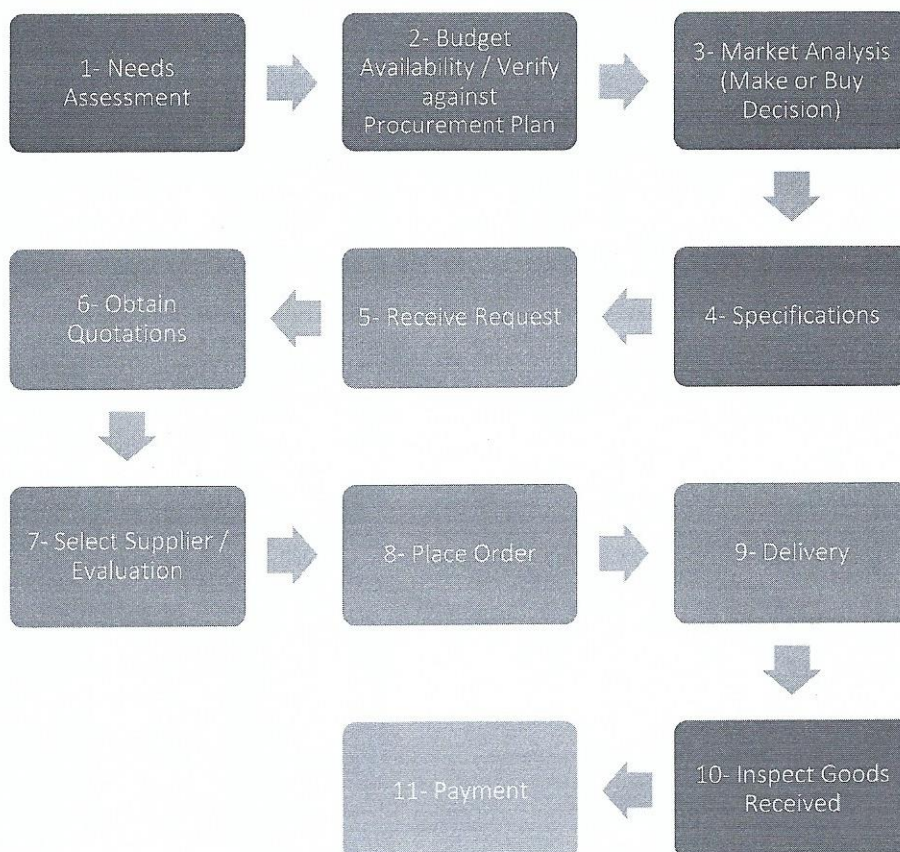 1- Needs
Assessment
2- Budget
Availability / Verify
against
Procurement Plan
3- Market Analysis
(Make or Buy
Decision)
4- Specifications
5- Receive Request
6- Obtain
Quotations
7- Select Supplier /
Evaluation
8- Place Order
9- Delivery
10- Inspect Goods
Received
11- Payment